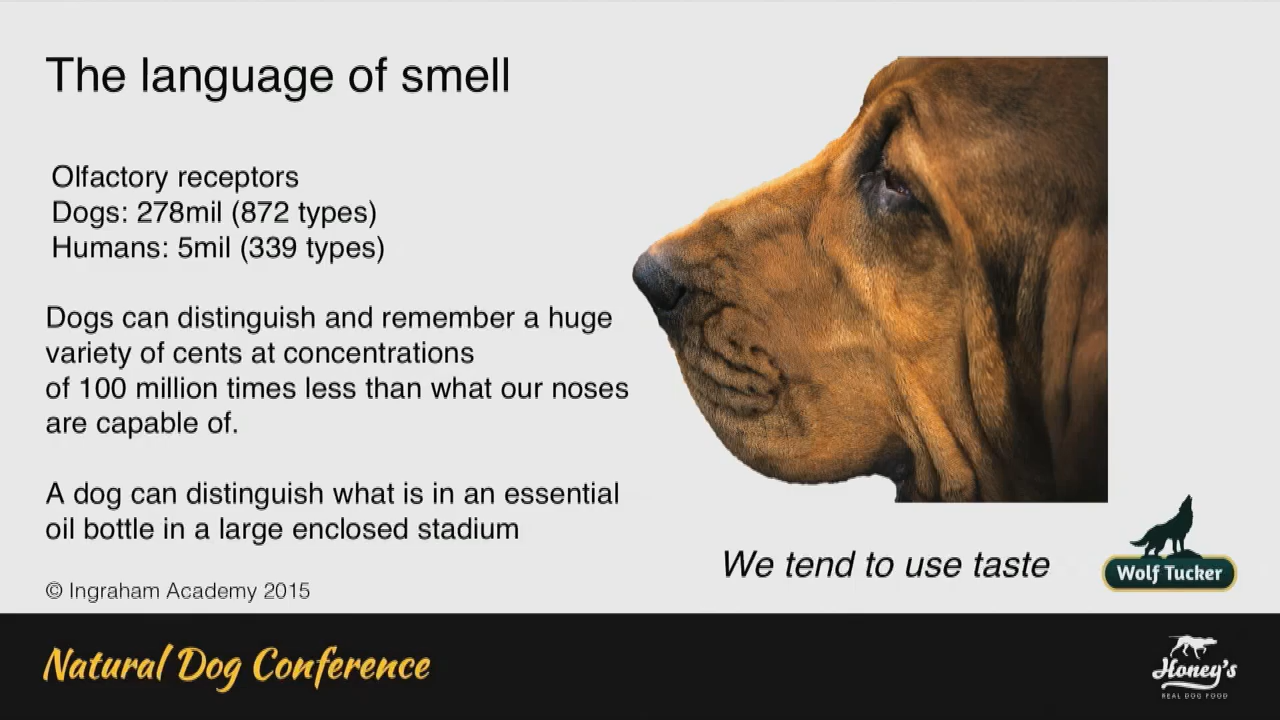 The language of smell
Olfactory receptors
Dogs: 278mil (872 types)
Humans: 5mil (339 types)
Dogs can distinguish and remember a huge
variety of cents at concentrations
of 100 million times less than what our noses
are capable of.
A dog can distinguish what is in an essential
oil bottle in a large enclosed stadium
We tend to use taste
Wolf Tucker
© Ingraham Academy 2015
Natural Dog Conference
Honey's
REAL DOG FOOD